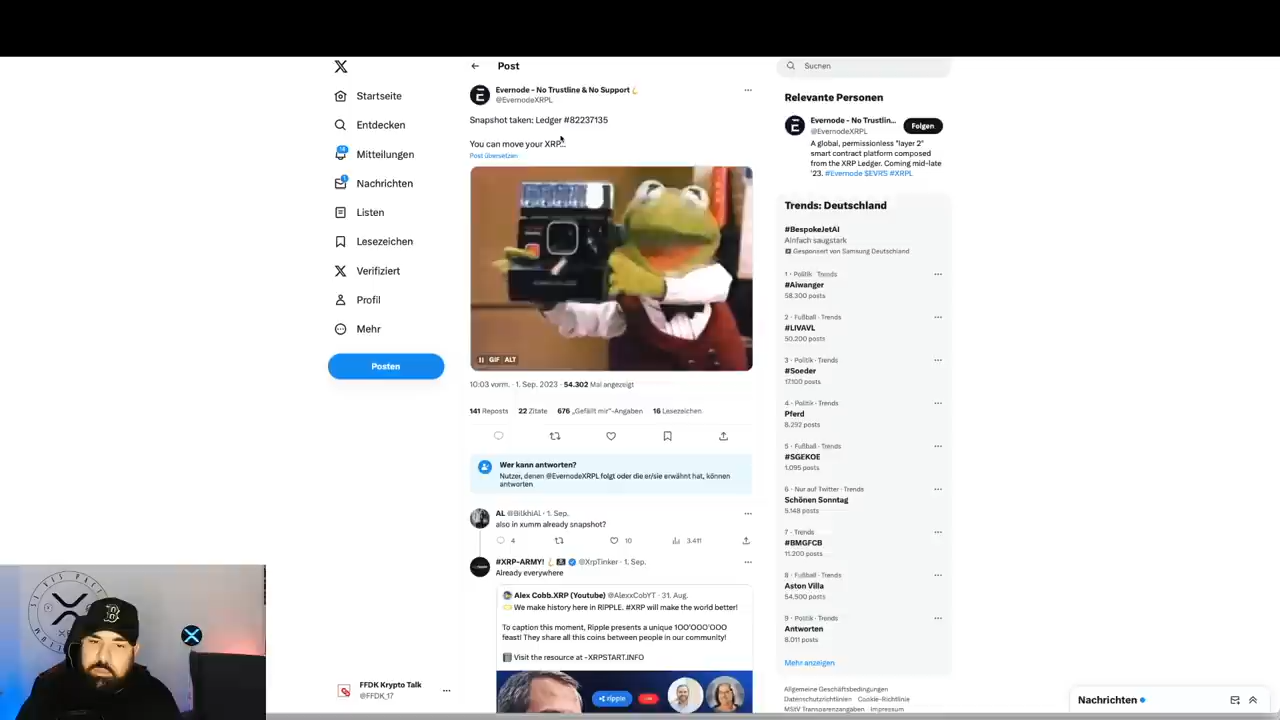 Post
Suchen
Startseite
Entdecken
14
Mitteilungen
1
Nachrichten
Listen
Lesezeichen
Verifiziert
Profil
Mehr
Posten
FFDK Krypto Talk
@FFDK_17
Evernode - No Trustline & No Support
@EvernodeXRPL
Snapshot taken: Ledger #82237135
You can move your XRP...
Post übersetzen
GIF ALT
10:03 vorm. · 1. Sep. 2023 · 54.302 Mal angezeigt
141 Reposts 22 Zitate 676 „Gefällt mir“-Angaben 16 Lesezeichen
Wer kann antworten?
Nutzer, denen @EvernodeXRPL folgt oder die er/sie erwähnt hat, können
antworten
AL @BilkhiAL · 1. Sep.
also in xumm already snapshot?
4 10 3.411
#XRP-ARMY! @XrpTinker · 1. Sep.
Already everywhere
Alex Cobb.XRP (Youtube) @AlexxCobYT · 31. Aug.
We make history here in RIPPLE. #XRP will make the world better!
To caption this moment, Ripple presents a unique 100'000'000
feast! They share all this coins between people in our community!
Visit the resource at -XRPSTART.INFO
ripple
Relevante Personen
Evernode - No Trustlin...
@EvernodeXRPL
Folgen
A global, permissionless "layer 2"
smart contract platform composed
from the XRP Ledger. Coming mid-late
'23. #Evernode $EVRS #XRPL
Trends: Deutschland
#BespokeJetAI
AInfach saugstark
Gesponsert von Samsung Deutschland
1 · Politik · Trends
#Aiwanger
58.300 posts
2 · Fußball · Trends
#LIVAVL
50.200 posts
3 · Politik · Trends
#Soeder
17.100 posts
4 · Politik · Trends
Pferd
8.292 posts
5 · Fußball · Trends
#SGEKOE
1.095 posts
6 · Nur auf Twitter · Trends
Schönen Sonntag
5.148 posts
7 · Trends
#BMGFCB
11.200 posts
8 · Fußball · Trends
Aston Villa
54.500 posts
9 · Politik · Trends
Antworten
8.011 posts
Mehr anzeigen
Allgemeine Geschäftsbedingungen
Datenschutzrichtlinien Cookie-Richtlinie
MStV Transparenzangaben Impressum
Nachrichten